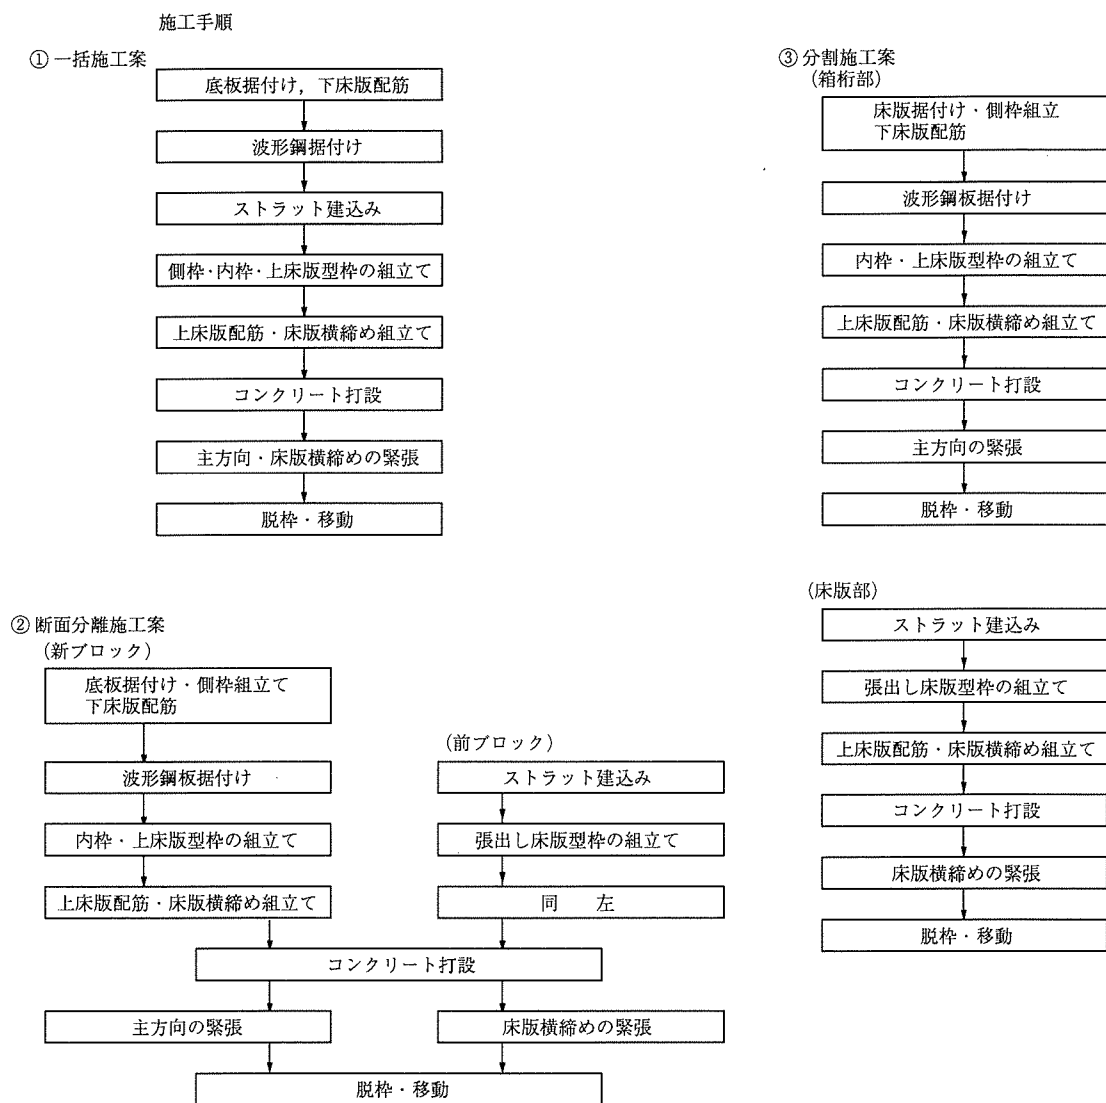 施工手順
① 一括施工案
底板据付け，下床版配筋
波形鋼据付け
ストラット建込み
側枠・内枠・上床版型枠の組立て
上床版配筋・床版横締め組立て
コンクリート打設
主方向・床版横締めの緊張
脱枠・移動
② 断面分離施工案
(新ブロック)
底板据付け・側枠組立て
下床版配筋
波形鋼板据付け
内枠・上床版型枠の組立て
上床版配筋・床版横締め組立て
(前ブロック)
ストラット建込み
張出し床版型枠の組立て
同　左
コンクリート打設
主方向の緊張
床版横締めの緊張
脱枠・移動
③ 分割施工案
(箱桁部)
床版据付け・側枠組立
下床版配筋
波形鋼板据付け
内枠・上床版型枠の組立て
上床版配筋・床版横締め組立て
コンクリート打設
主方向の緊張
脱枠・移動
(床版部)
ストラット建込み
張出し床版型枠の組立て
上床版配筋・床版横締め組立て
コンクリート打設
床版横締めの緊張
脱枠・移動